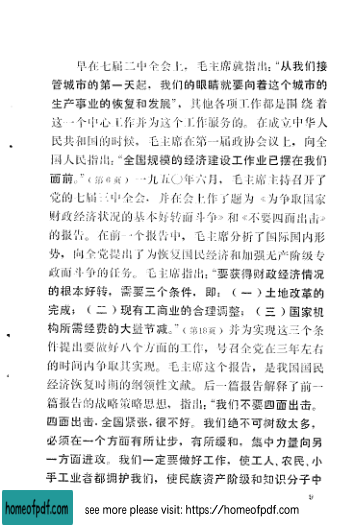 早在七届二中全会上，毛主席就指出：“从我们接
管城市的第一天起，我们的眼睛就要向着这个城市的
生产事业的恢复和发展”，其他各项工作都是围绕着
这一个中心工作并为这个工作服务的。在成立中华人
民共和国的时候，毛主席在第一届政协会议上，向全
国人民指出：“全国规模的经济建设工作业已摆在我们
面前。”（第6页）一九五〇年六月，毛主席主持召开了
党的七届三中全会，并在会上作了题为《为争取国家
财政经济状况的基本好转而斗争》和《不要四面出击》
的报告。在前一个报告中，毛主席分析了国际国内形
势，向全党提出了为恢复国民经济和加强无产阶级专
政而斗争的任务。毛主席指出：“要获得财政经济情况
的根本好转，需要三个条件，即：（一）土地改革的
完成；（二）现有工商业的合理调整；（三）国家机
构所需经费的大量节减。”（第18页）并为实现这三个条
件提出要做好八个方面的工作，号召全党在三年左右
的时间内争取其实现。毛主席这个报告，是我国国民
经济恢复时期的纲领性文献。后一篇报告解释了前一
篇报告的战略策略思想，指出：“我们不要四面出击。
四面出击，全国紧张，很不好。我们绝不可树敌太多，
必须在一个方面有所让步，有所缓和，集中力量向另
一方面进攻。我们一定要做好工作，使工人、农民、小
手工业者都拥护我们，使民族资产阶级和知识分子中
homeofpdf.com
see more please visit: https://homeofpdf.com